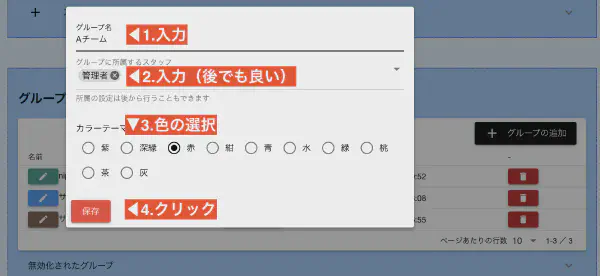 グループ名
Aチーム
◀1.入力
グループに所属するスタッフ
管理者
◀2.入力（後でも良い）
所属の設定は後から行うこともできます
カラーテーマ
▼3.色の選択
紫 深緑 赤 紺 青 水 緑 桃
茶 灰
保存
◀4.クリック
グループ
グループの追加
名前
-
:52
:08
:55
ページあたりの行数 10 1-3 / 3
無効化されたグループ